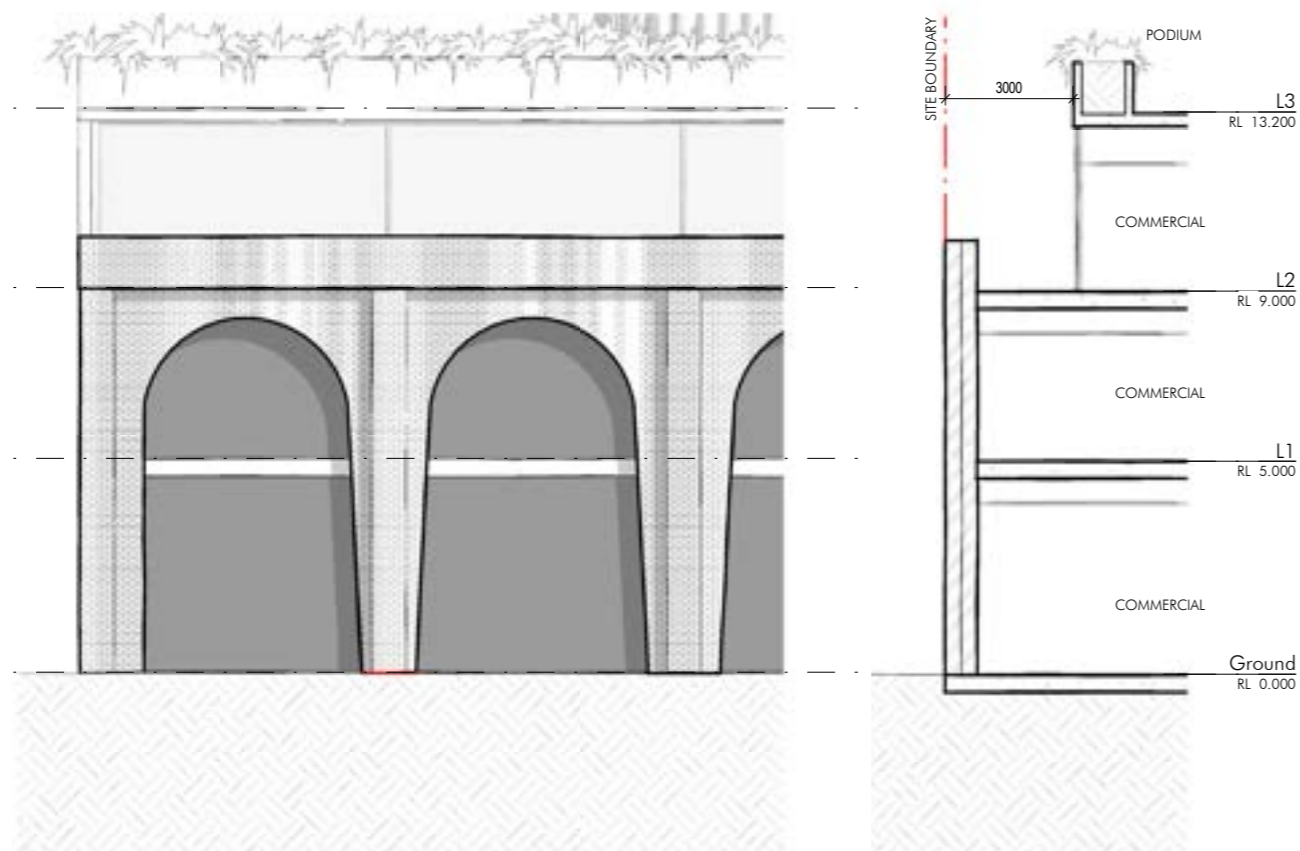 SITE BOUNDARY
PODIUM
3000
L3
RL 13.200
COMMERCIAL
L2
RL 9.000
COMMERCIAL
L1
RL 5.000
COMMERCIAL
Ground
RL 0.000